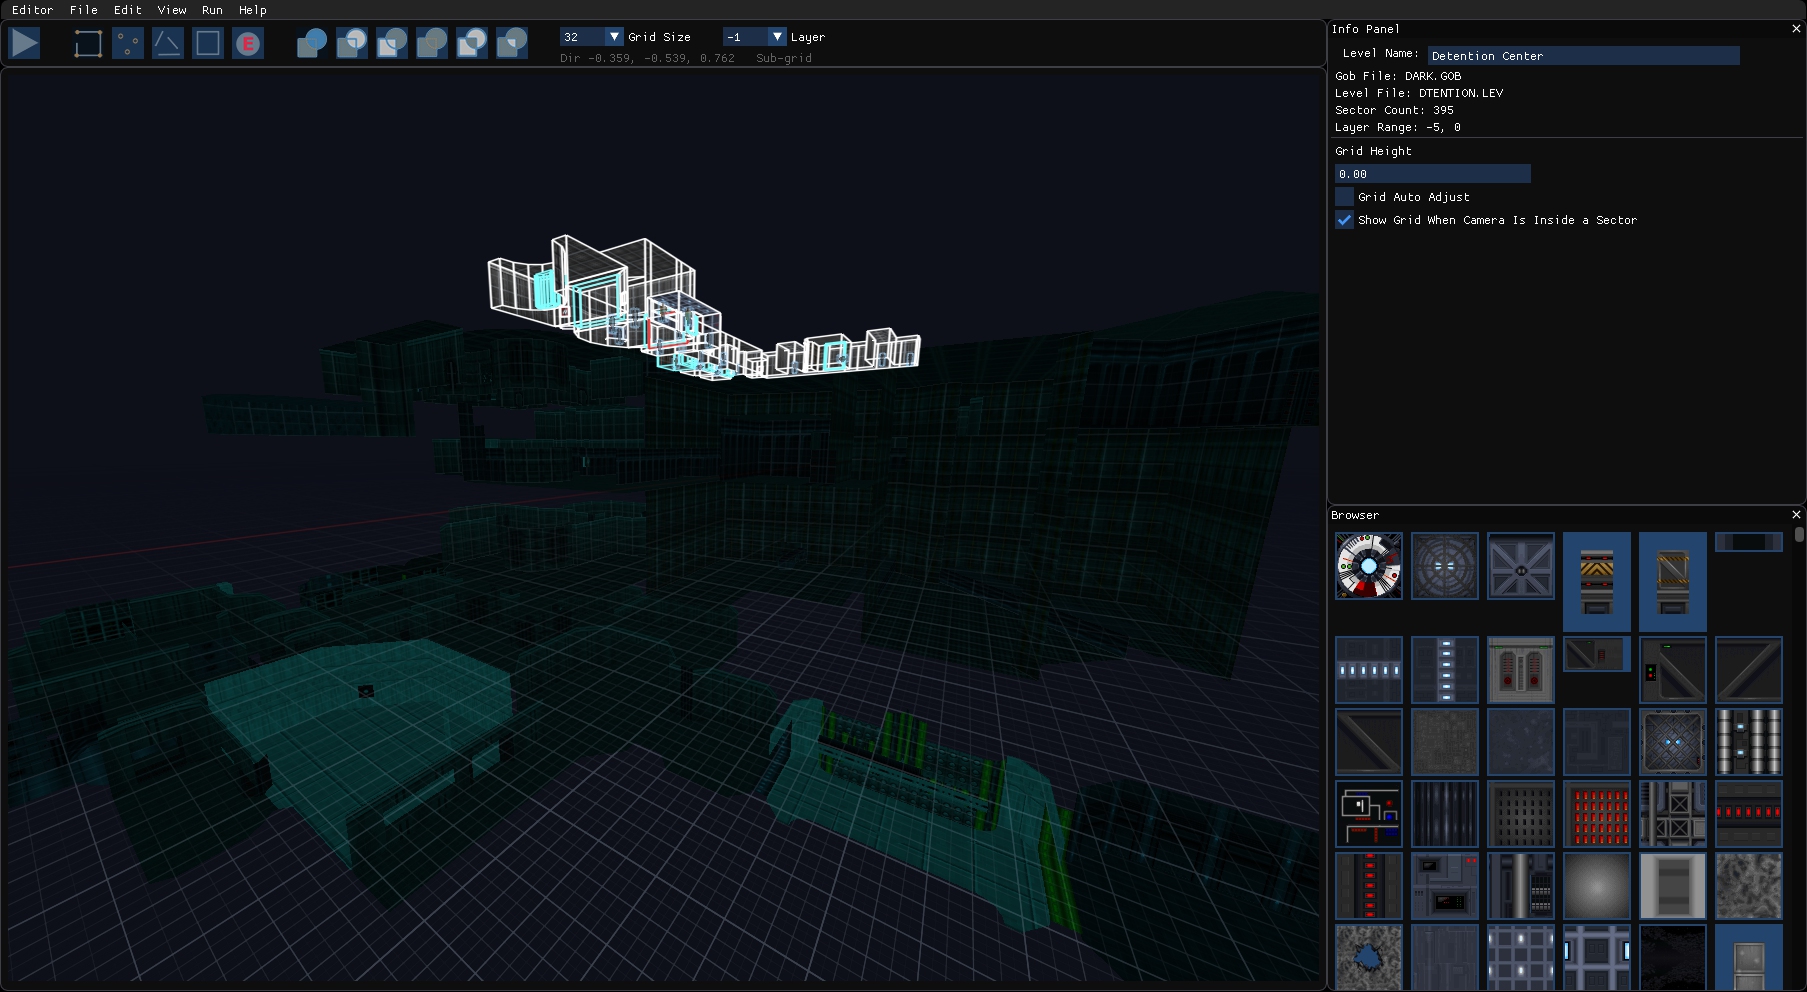 Editor File Edit View Run Help
E
32 Grid Size -1 Layer
Dir -0.359, -0.539, 0.762 Sub-grid
Info Panel
Level Name: Detention Center
Gob File: DARK.GOB
Level File: DTENTION.LEV
Sector Count: 395
Layer Range: -5, 0
Grid Height
0.00
Grid Auto Adjust
Show Grid When Camera Is Inside a Sector
Browser